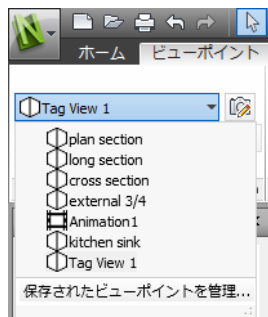 ホーム ビューポイント
Tag View 1
plan section
long section
cross section
external 3/4
Animation1
kitchen sink
Tag View 1
保存されたビューポイントを管理...